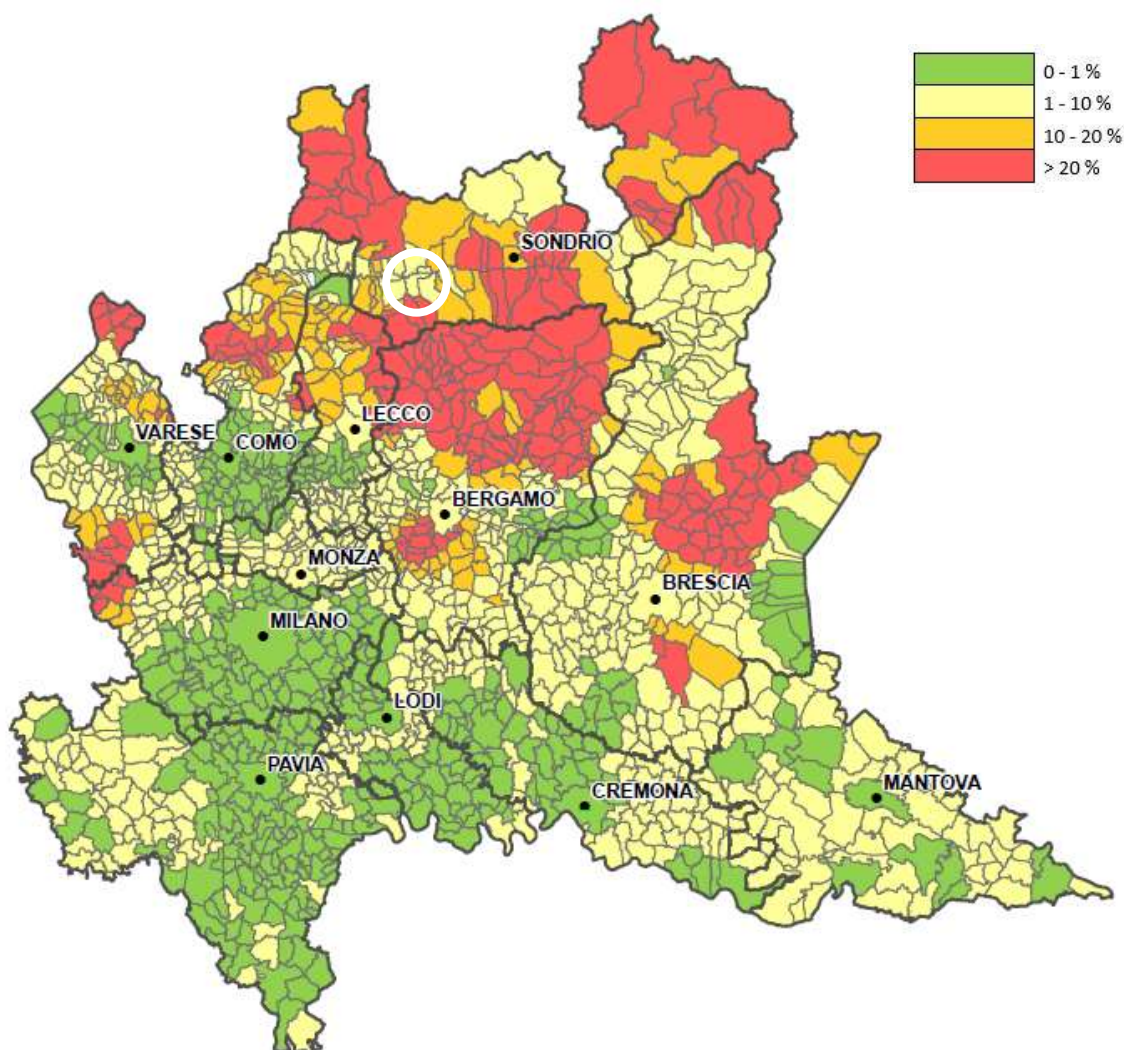 0 - 1 %
1 - 10 %
10 - 20 %
> 20 %
SONDRIO
LECCO
VARESE
COMO
BERGAMO
MONZA
BRESCIA
MILANO
LODI
PAVIA
CREMONA
MANTOVA